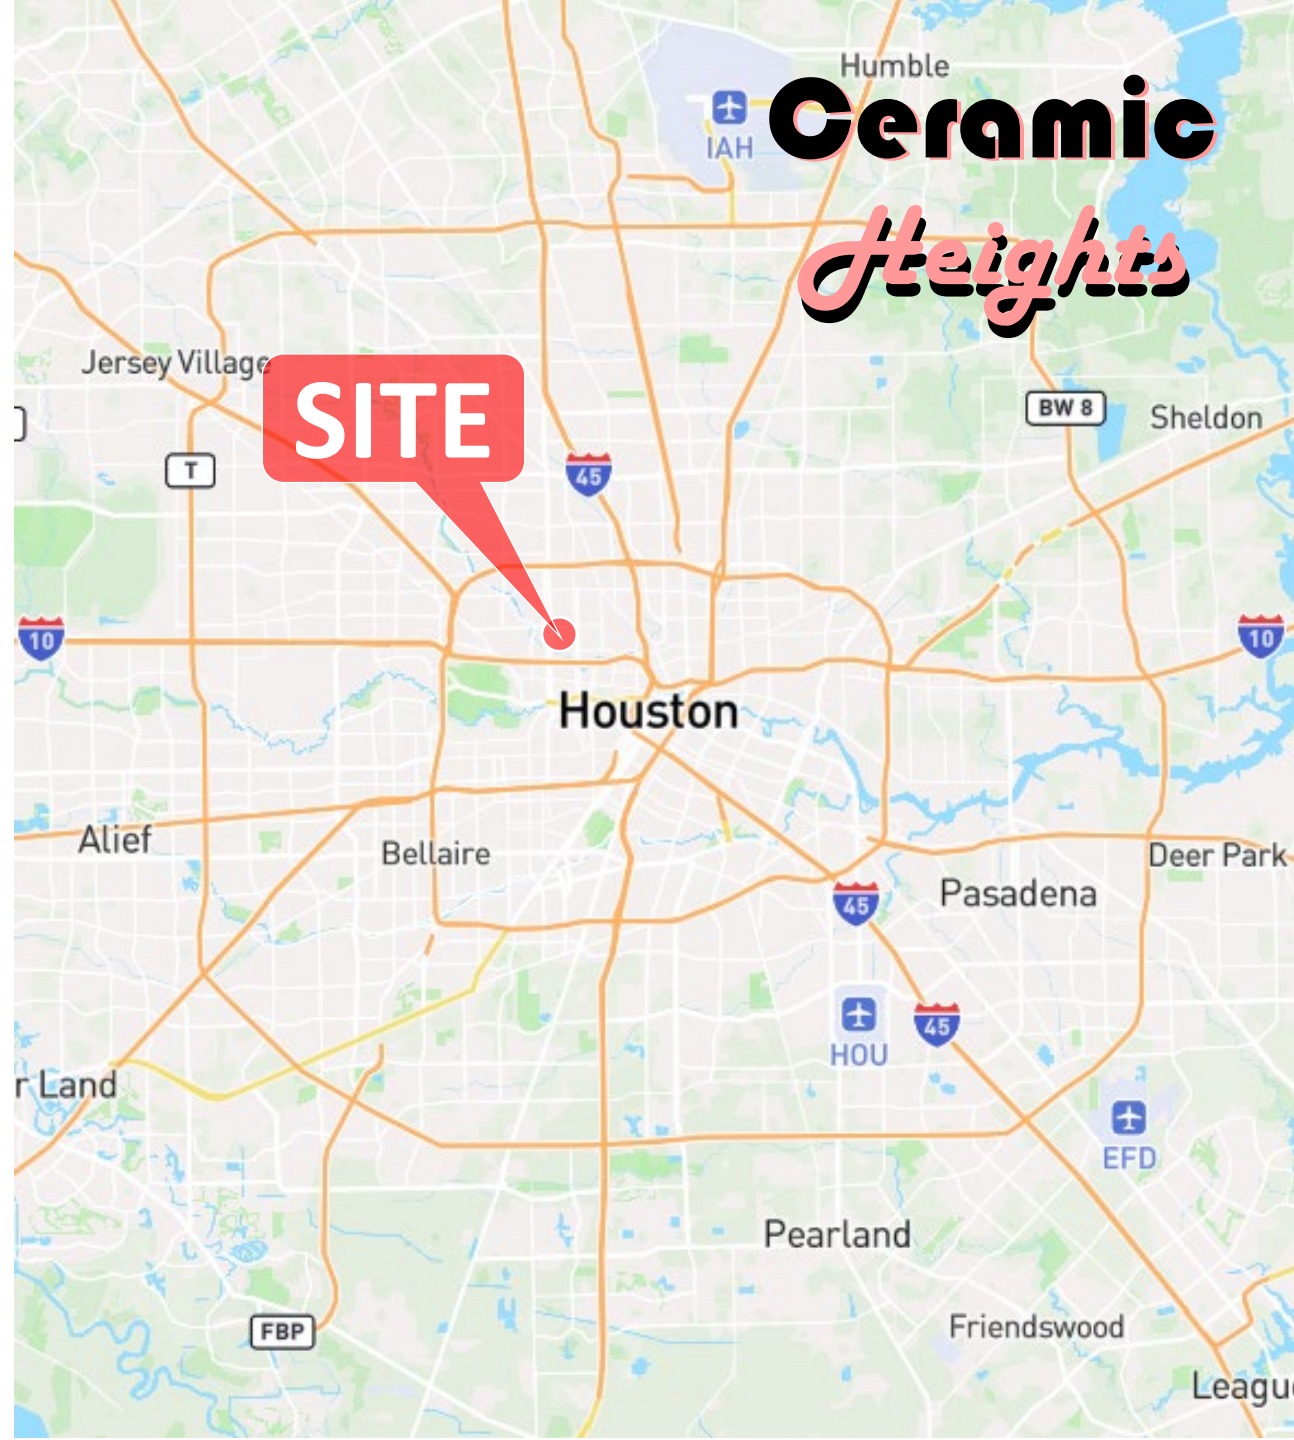 Humble
Ceramic
IAH
Heights
Jersey Village
SITE
BW 8
Sheldon
T
45
10
10
Houston
Alief
Bellaire
Deer Park
Pasadena
45
HOU
45
r Land
EFD
Pearland
FBP
Friendswood
Leagu